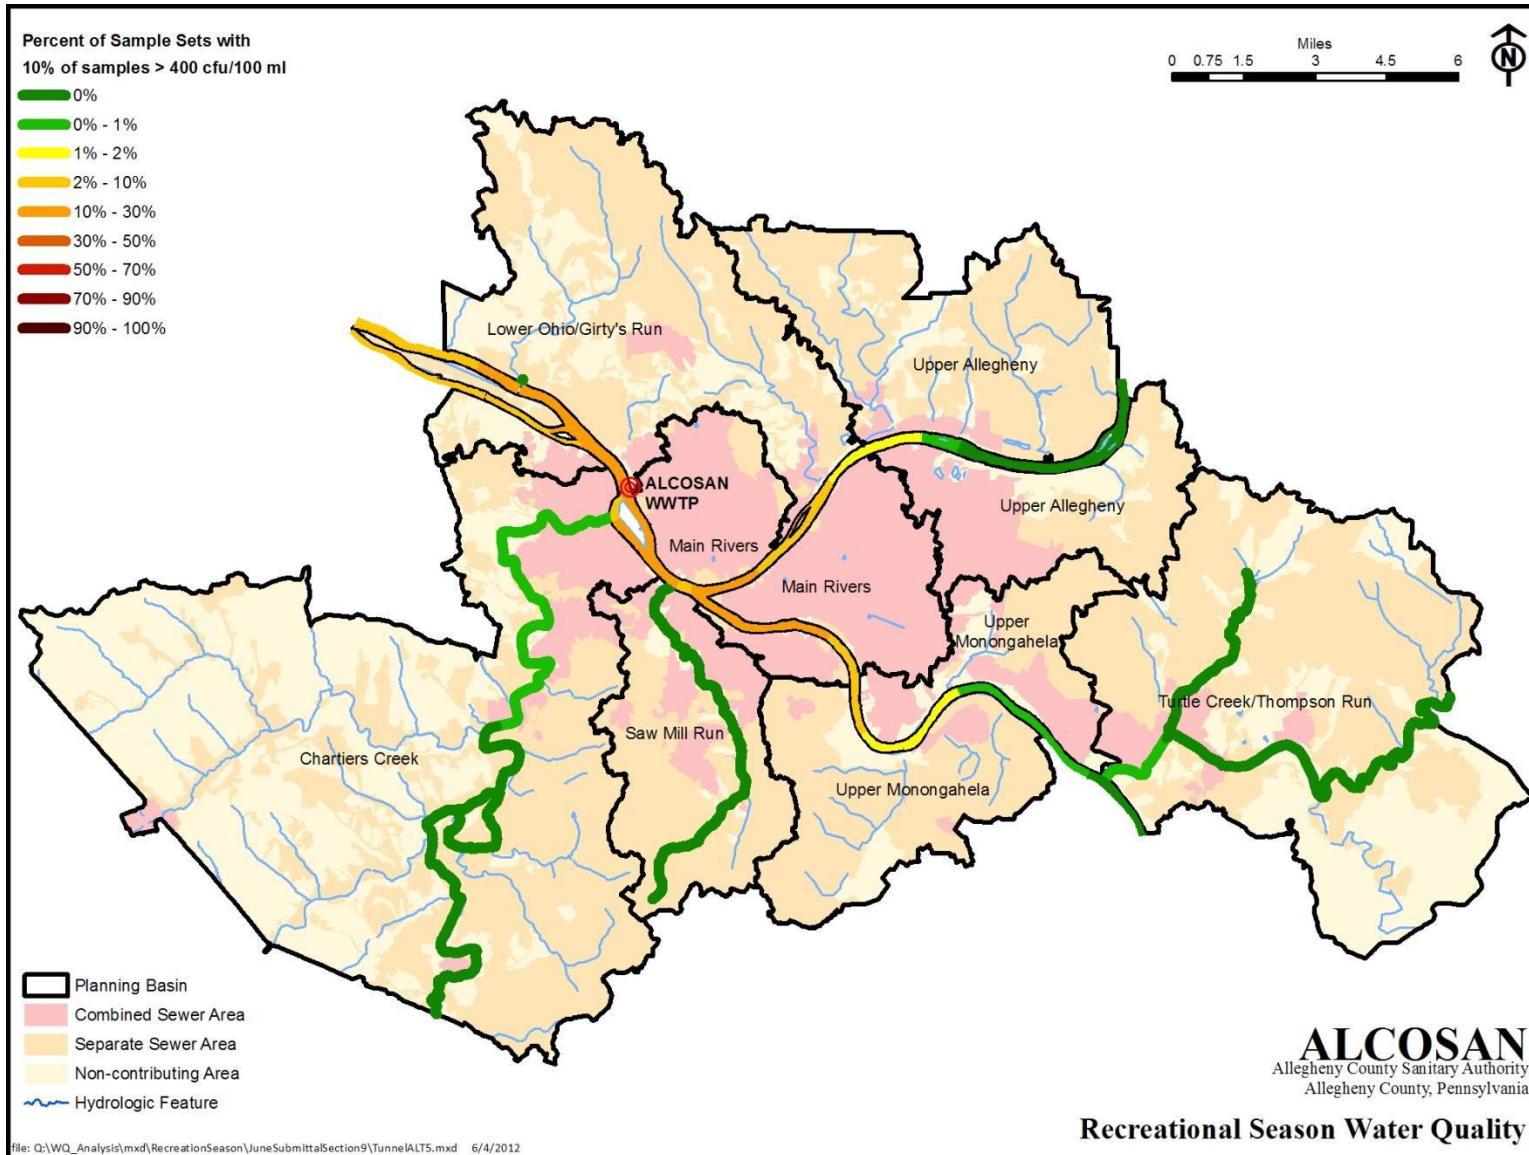 Percent of Sample Sets with
10% of samples > 400 cfu/100 ml
0%
0% - 1%
1% - 2%
2% - 10%
10% - 30%
30% - 50%
50% - 70%
70% - 90%
90% - 100%
Miles
0 0.75 1.5 3 4.5 6
N
Lower Ohio/Girty's Run
Upper Allegheny
ALCOSAN
WWTP
Upper Allegheny
Main Rivers
Main Rivers
Upper
Monongahela
Turtle Creek/Thompson Run
Saw Mill Run
Chartiers Creek
Upper Monongahela
Planning Basin
Combined Sewer Area
Separate Sewer Area
Non-contributing Area
Hydrologic Feature
ALCOSAN
Allegheny County Sanitary Authority
Allegheny County, Pennsylvania
Recreational Season Water Quality
file: Q:\WQ_Analysis\mxd\RecreationSeason\JuneSubmittalSection9\TunnelALT5.mxd 6/4/2012